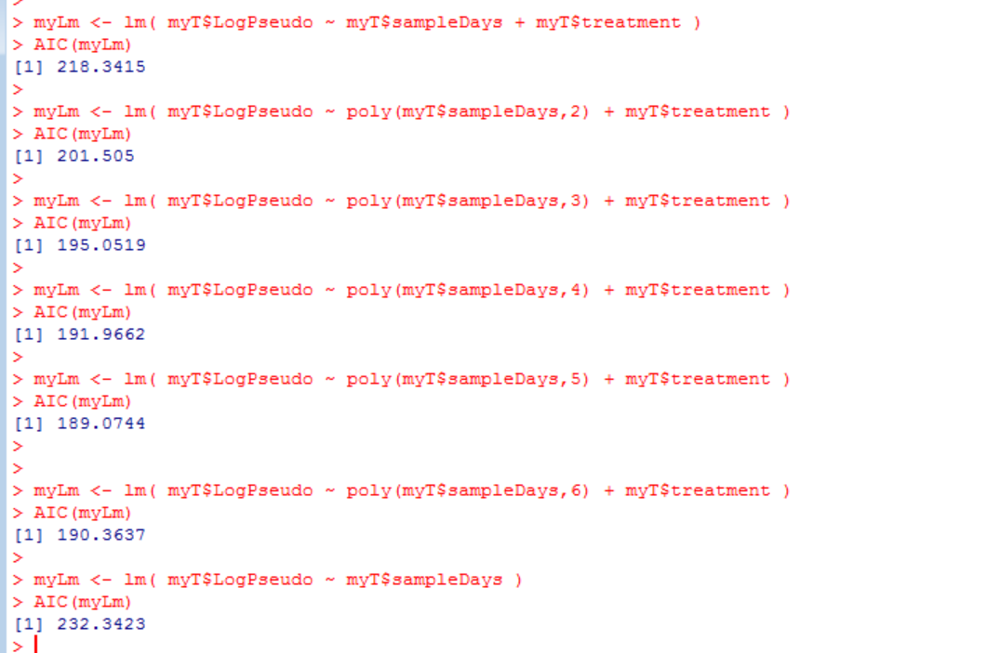 >
> myLm <- lm( myT$LogPseudo ~ myT$sampleDays + myT$treatment )
> AIC(myLm)
[1] 218.3415
>
> myLm <- lm( myT$LogPseudo ~ poly(myT$sampleDays,2) + myT$treatment )
> AIC(myLm)
[1] 201.505
>
> myLm <- lm( myT$LogPseudo ~ poly(myT$sampleDays,3) + myT$treatment )
> AIC(myLm)
[1] 195.0519
>
> myLm <- lm( myT$LogPseudo ~ poly(myT$sampleDays,4) + myT$treatment )
> AIC(myLm)
[1] 191.9662
>
> myLm <- lm( myT$LogPseudo ~ poly(myT$sampleDays,5) + myT$treatment )
> AIC(myLm)
[1] 189.0744
>
>
> myLm <- lm( myT$LogPseudo ~ poly(myT$sampleDays,6) + myT$treatment )
> AIC(myLm)
[1] 190.3637
>
> myLm <- lm( myT$LogPseudo ~ myT$sampleDays )
> AIC(myLm)
[1] 232.3423
>